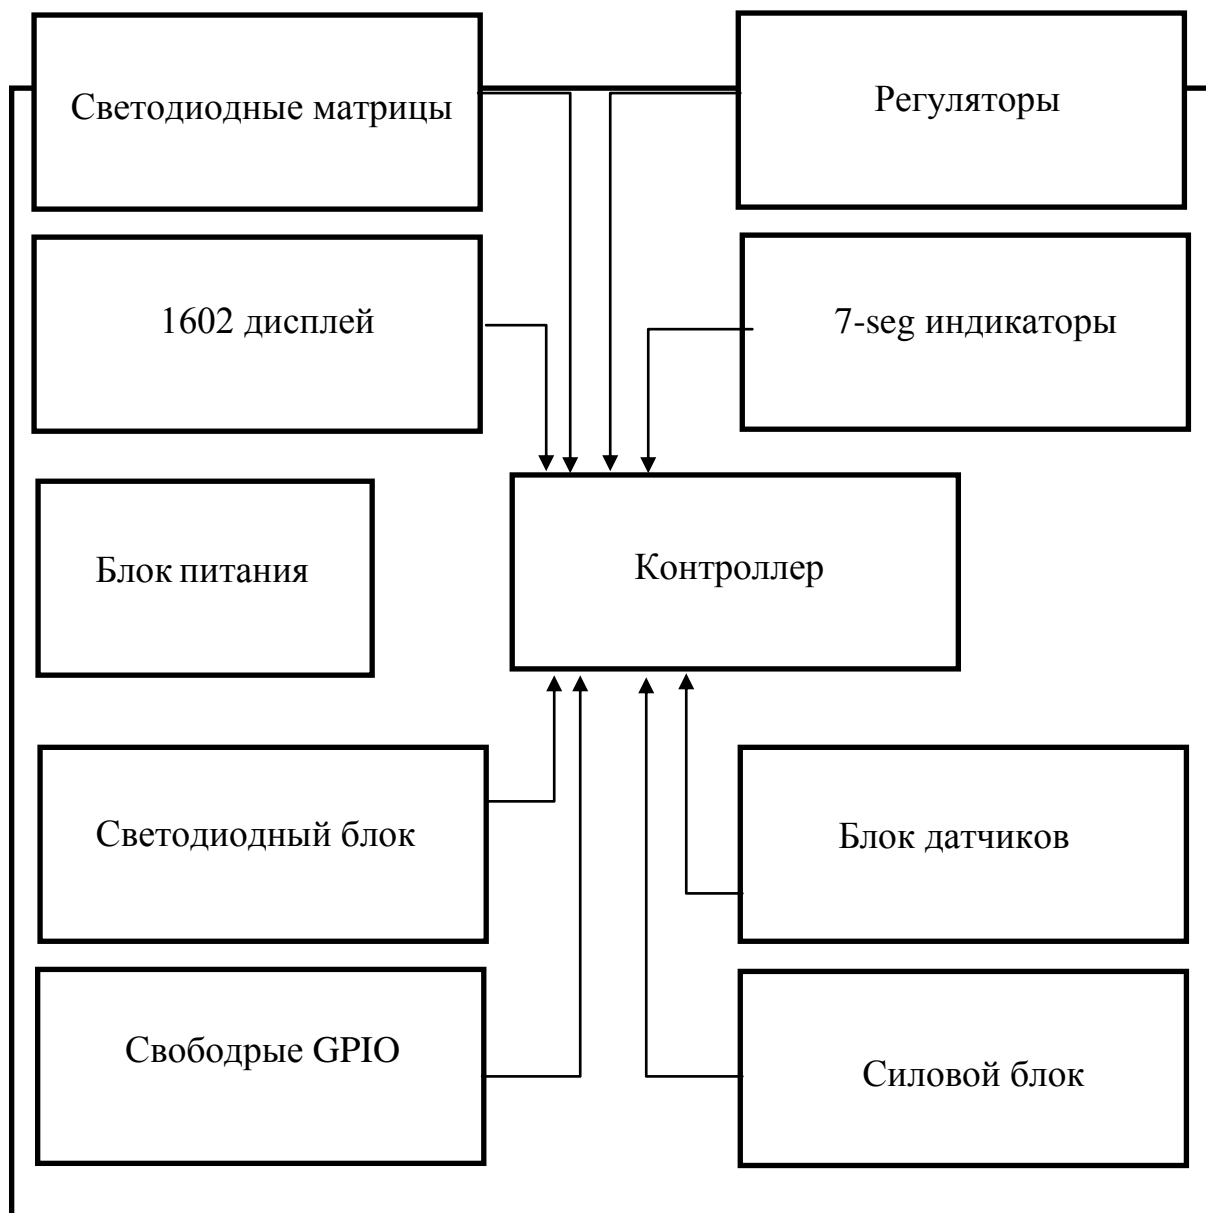 Светодиодные матрицы
Регуляторы
1602 дисплей
7-seg индикаторы
Блок питания
Контроллер
Светодиодный блок
Блок датчиков
Свободрые GPIO
Силовой блок